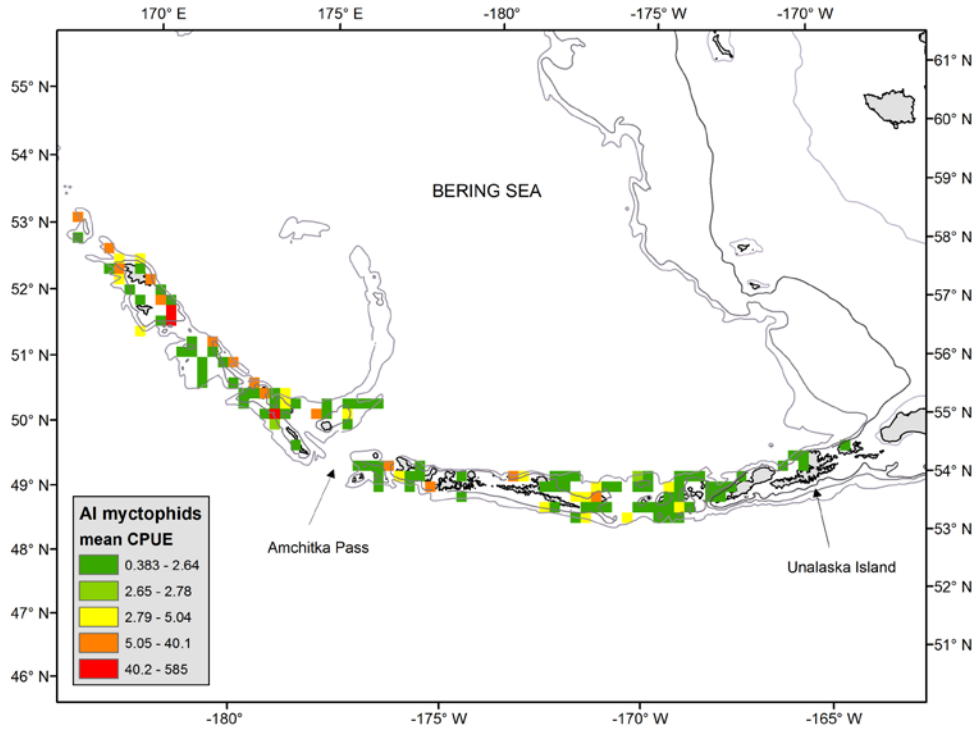 170° E 175° E -180° -175° W -170° W
55° N
54° N
53° N
52° N
51° N
50° N
49° N
48° N
47° N
46° N
61° N
60° N
59° N
58° N
57° N
56° N
55° N
54° N
53° N
52° N
51° N
BERING SEA
Amchitka Pass
Unalaska Island
AI myctophids
mean CPUE
0.383 - 2.64
2.65 - 2.78
2.79 - 5.04
5.05 - 40.1
40.2 - 585
-180° -175° W -170° W -165° W